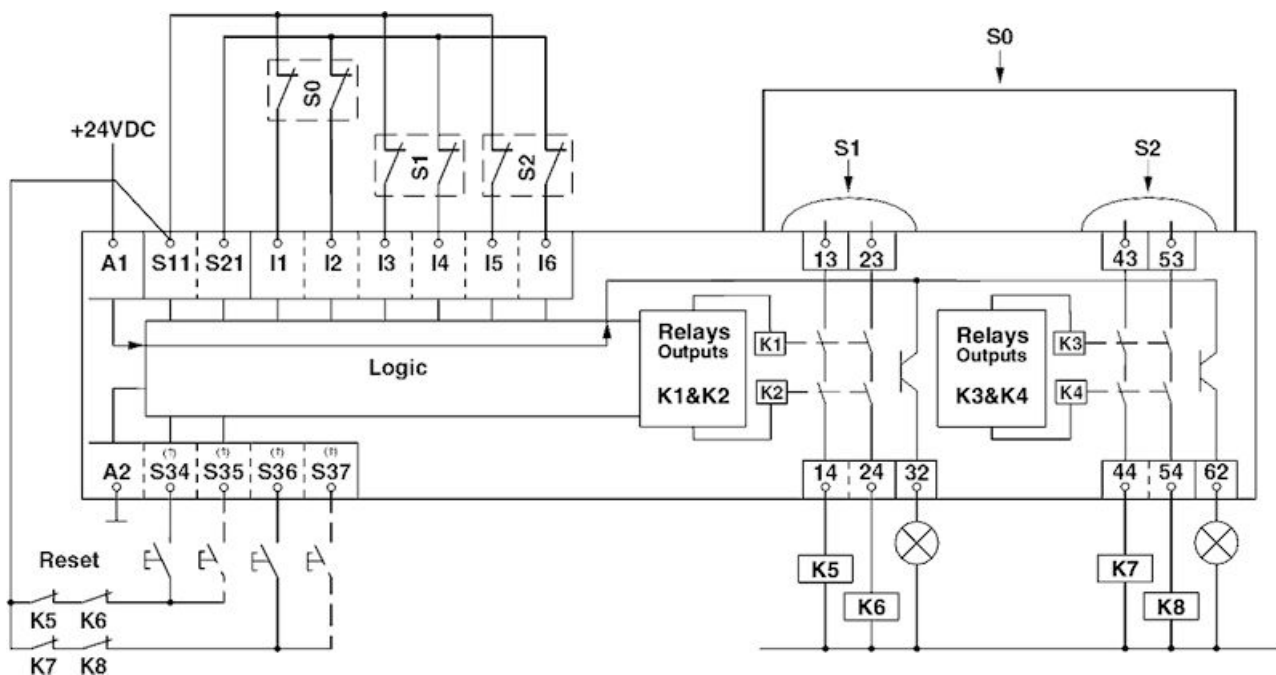 S0
+24VDC
S0
S1
S2
S1
S2
A1 S11 S21 I1 I2 I3 I4 I5 I6
13 23
43 53
Relays
Outputs
K1&K2
K1
K2
Relays
Outputs
K3&K4
K3
K4
Logic
A2 S34 S35 S36 S37
(1) (1) (1) (1)
14 24 32
44 54 62
Reset
K5 K6
K7 K8
K5
K6
K7
K8